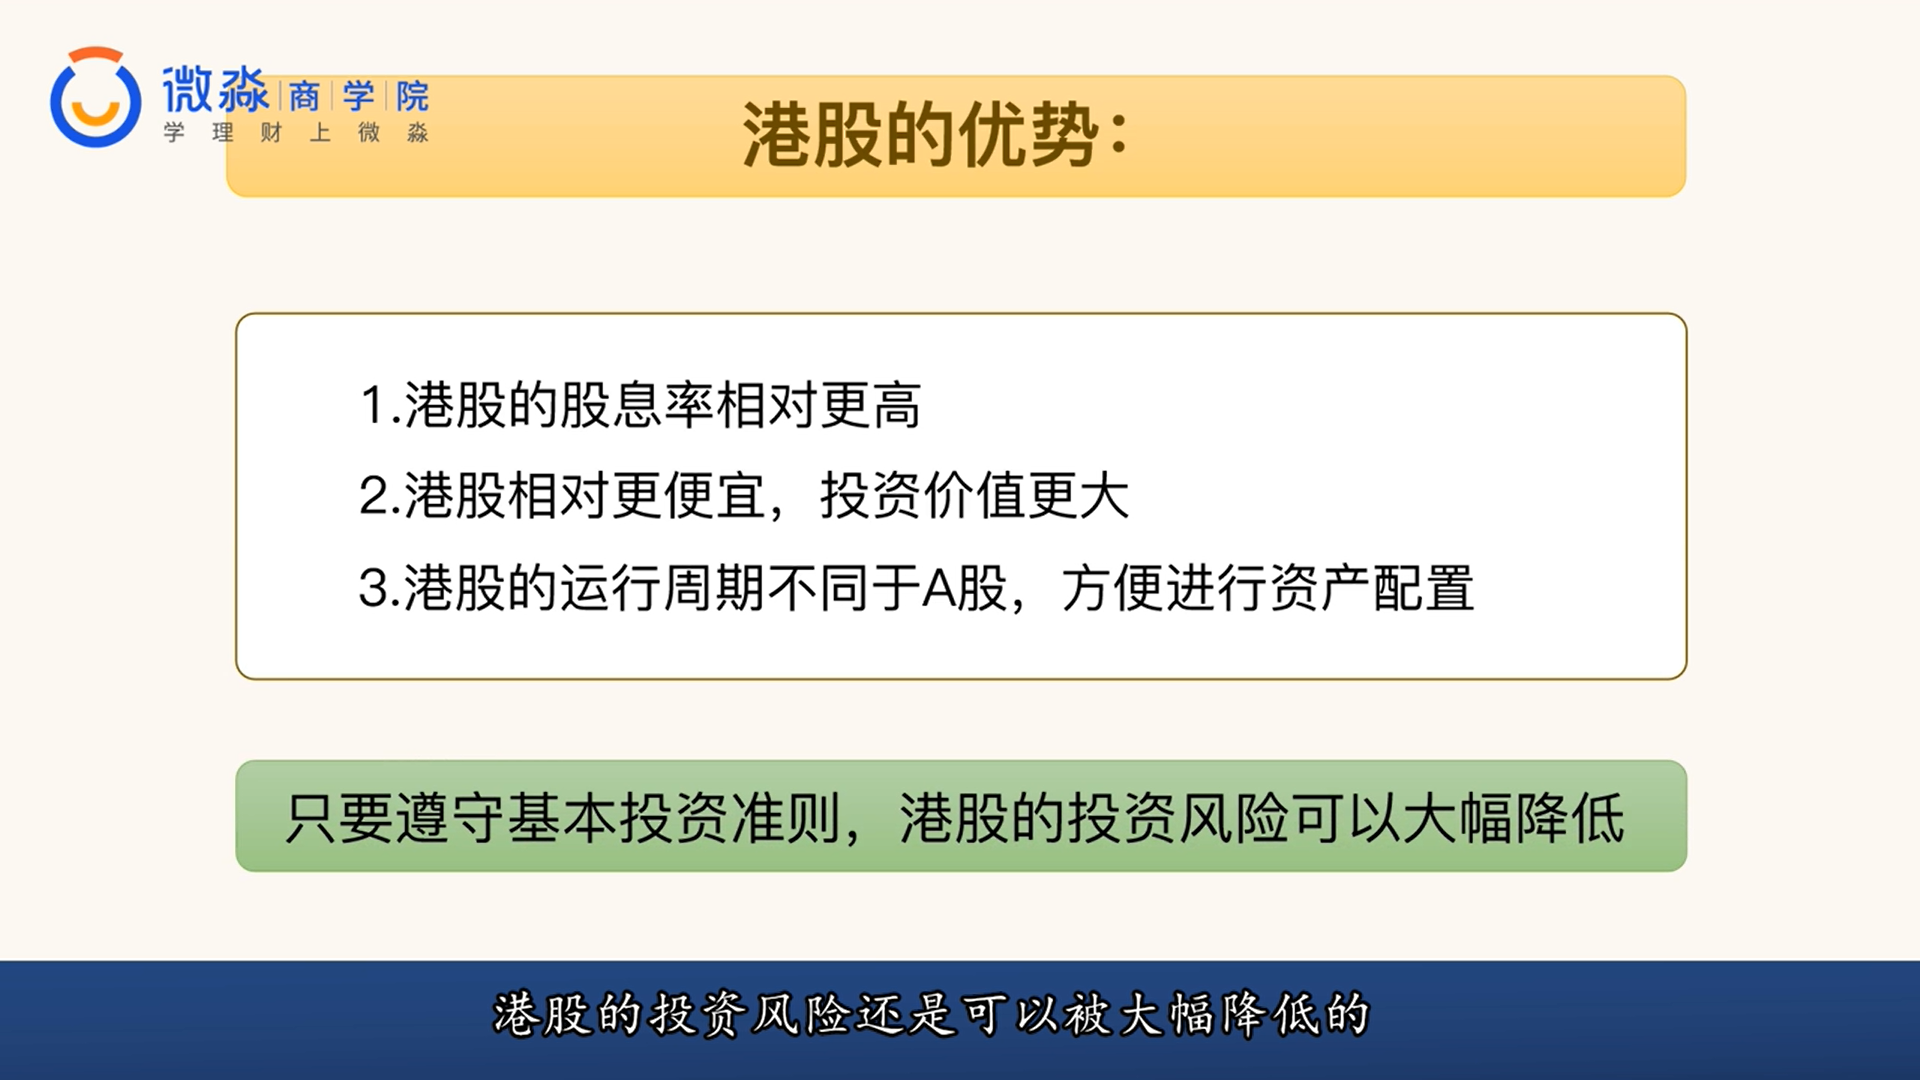 微淼|商|学|院
学理财上微淼
港股的优势：
1.港股的股息率相对更高
2.港股相对更便宜，投资价值更大
3.港股的运行周期不同于A股，方便进行资产配置
只要遵守基本投资准则，港股的投资风险可以大幅降低
港股的投资风险还是可以被大幅降低的